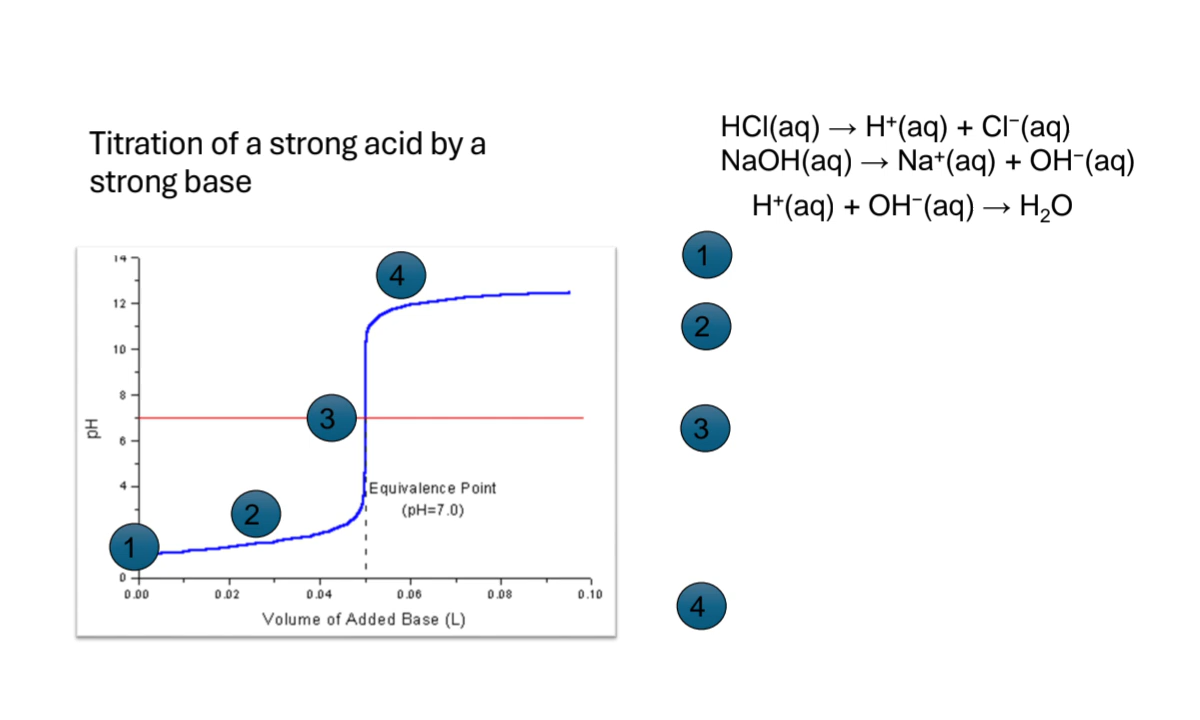 Titration of a strong acid by a
strong base
HCl(aq) → H⁺(aq) + Cl⁻(aq)
NaOH(aq) → Na⁺(aq) + OH⁻(aq)
H⁺(aq) + OH⁻(aq) → H₂O
1
2
3
4
14
12
10
8
6
4
0
pH
4
3
2
1
Equivalence Point
(pH=7.0)
0.00 0.02 0.04 0.06 0.08 0.10
Volume of Added Base (L)